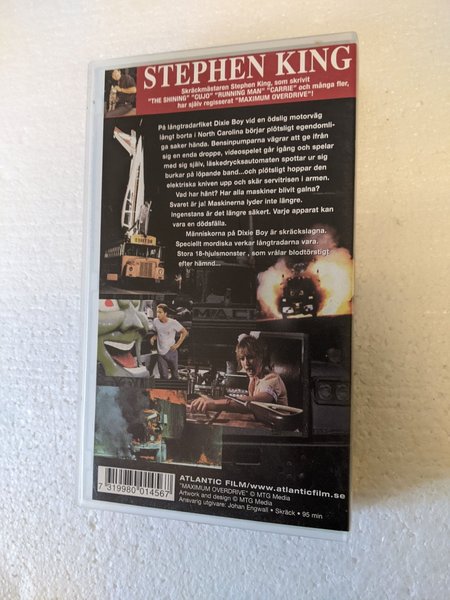 STEPHEN KING
Skräckmästaren Stephen King, som skrivit
"THE SHINING" "CUJO" "RUNNING MAN" "CARRIE" och många fler,
har själv regisserat "MAXIMUM OVERDRIVE"!
På långtradarfiket Dixie Boy vid en ödslig motorväg
långt borta i North Carolina börjar plötsligt egendomli-
ga saker hända. Bensinpumparna vägrar att ge ifrån
sig en enda droppe, videospelet går igång och spelar
med sig själv, läskedrycksautomaten spottar ur sig
burkar på löpande band...och plötsligt hoppar den
elektriska kniven upp och skär servitrisen i armen.
Vad har hänt? Har alla maskiner blivit galna?
Svaret är ja! Maskinerna lyder inte längre.
Ingenstans är det längre säkert. Varje apparat kan
vara en dödsfälla.
Människorna på Dixie Boy är skräckslagna.
Speciellt mordiska verkar långtradarna vara.
Stora 18-hjulsmonster, som vrålar blodtörstigt
efter hämnd...
MAC
ATLANTIC FILM/www.atlanticfilm.se
"MAXIMUM OVERDRIVE" © MTG Media
Artwork and design © MTG Media
Ansvarig utgivare: Johan Engwall • Skräck • 95 min
7 319980 014567